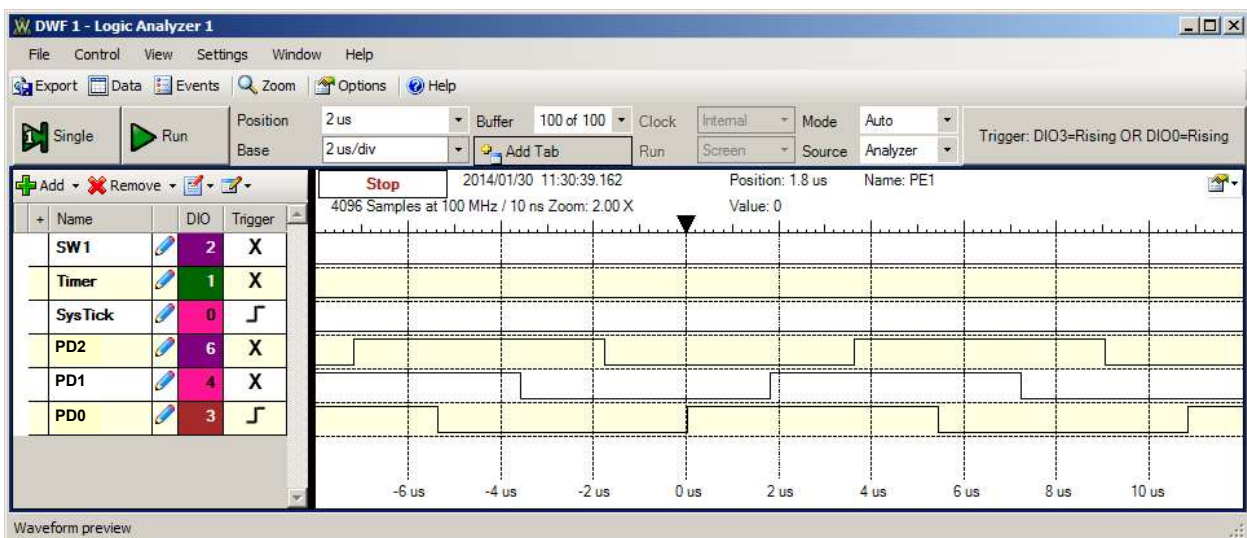 DWF 1 - Logic Analyzer 1
File Control View Settings Window Help
Export Data Events Zoom Options Help
Single Run Position 2 us Buffer 100 of 100 Clock Internal Mode Auto Trigger: DIO3=Rising OR DIO0=Rising
Base 2 us/div Add Tab Run Screen Source Analyzer
Add Remove Stop 2014/01/30 11:30:39.162 Position: 1.8 us Name: PE1
4096 Samples at 100 MHz / 10 ns Zoom: 2.00 X Value: 0
+ Name DIO Trigger
SW1 2 X
Timer 1 X
SysTick 0
PD2 6 X
PD1 4 X
PD0 3
-6 us -4 us -2 us 0 us 2 us 4 us 6 us 8 us 10 us
Waveform preview